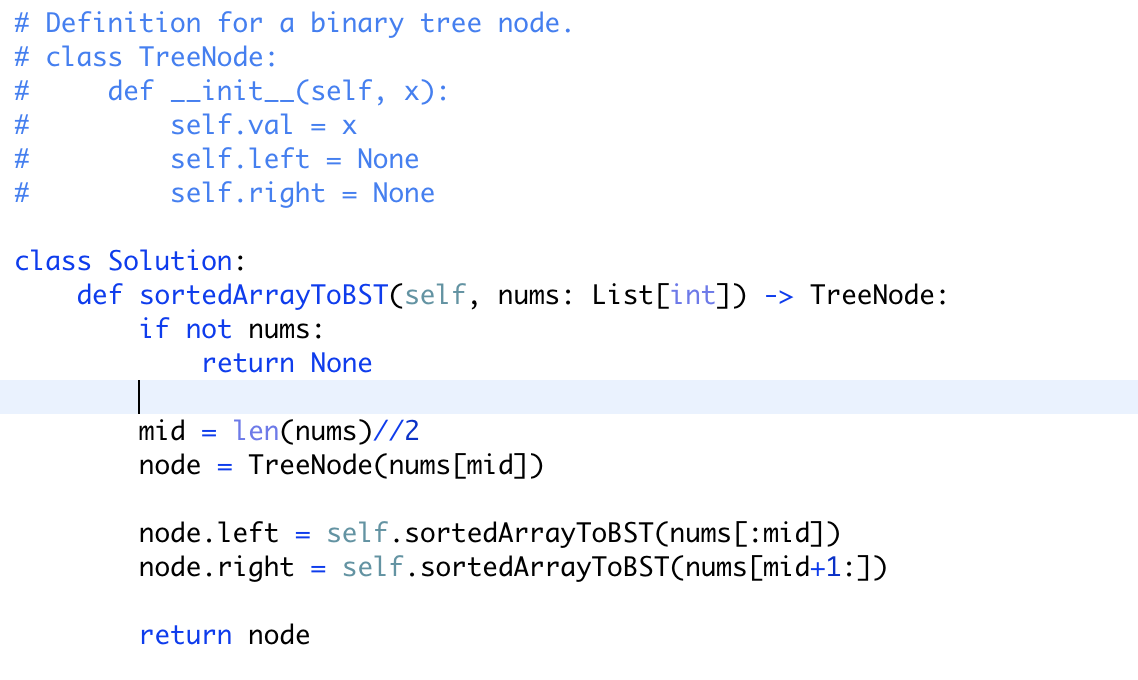 # Definition for a binary tree node.
# class TreeNode:
#     def __init__(self, x):
#         self.val = x
#         self.left = None
#         self.right = None
class Solution:
    def sortedArrayToBST(self, nums: List[int]) -> TreeNode:
        if not nums:
            return None
        mid = len(nums)//2
        node = TreeNode(nums[mid])
        node.left = self.sortedArrayToBST(nums[:mid])
        node.right = self.sortedArrayToBST(nums[mid+1:])
        return node